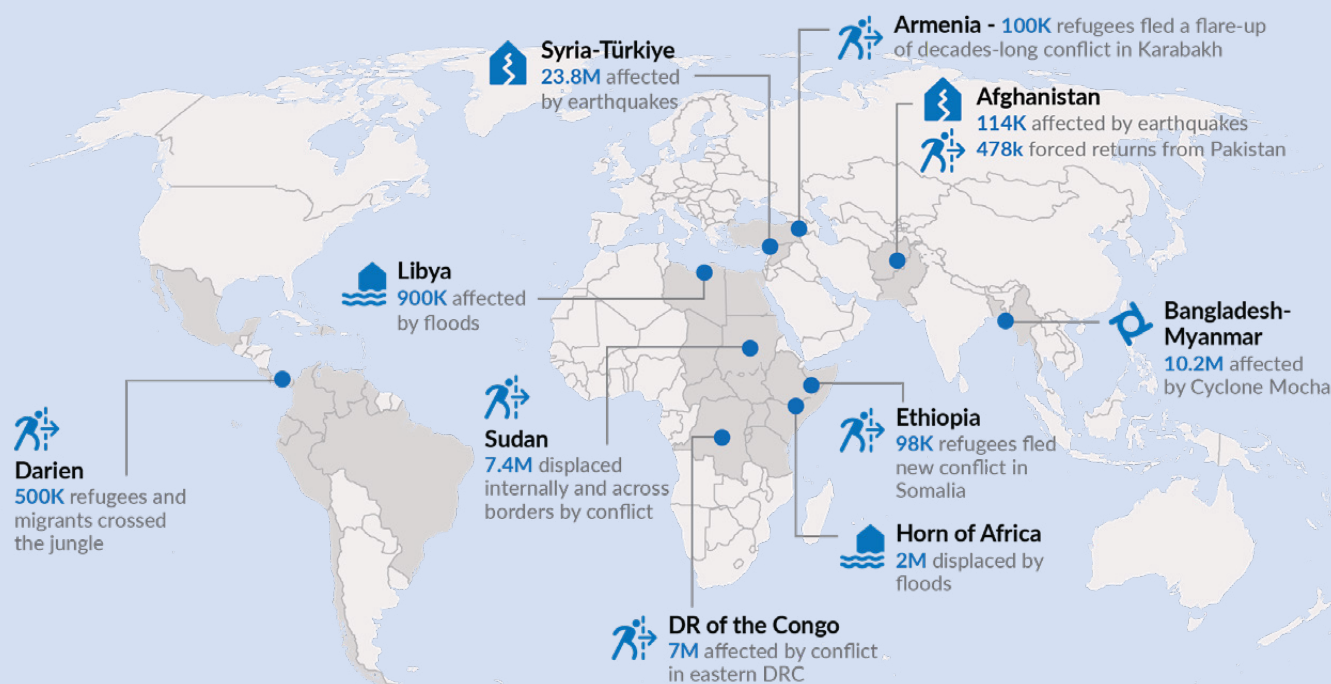 Armenia - 100K refugees fled a flare-up
of decades-long conflict in Karabakh
Syria-Türkiye
23.8M affected
by earthquakes
Afghanistan
114K affected by earthquakes
478k forced returns from Pakistan
Libya
900K affected
by floods
Bangladesh-
Myanmar
10.2M affected
by Cyclone Mocha
Darien
500K refugees and
migrants crossed
the jungle
Sudan
7.4M displaced
internally and across
borders by conflict
Ethiopia
98K refugees fled
new conflict in
Somalia
Horn of Africa
2M displaced by
floods
DR of the Congo
7M affected by conflict
in eastern DRC